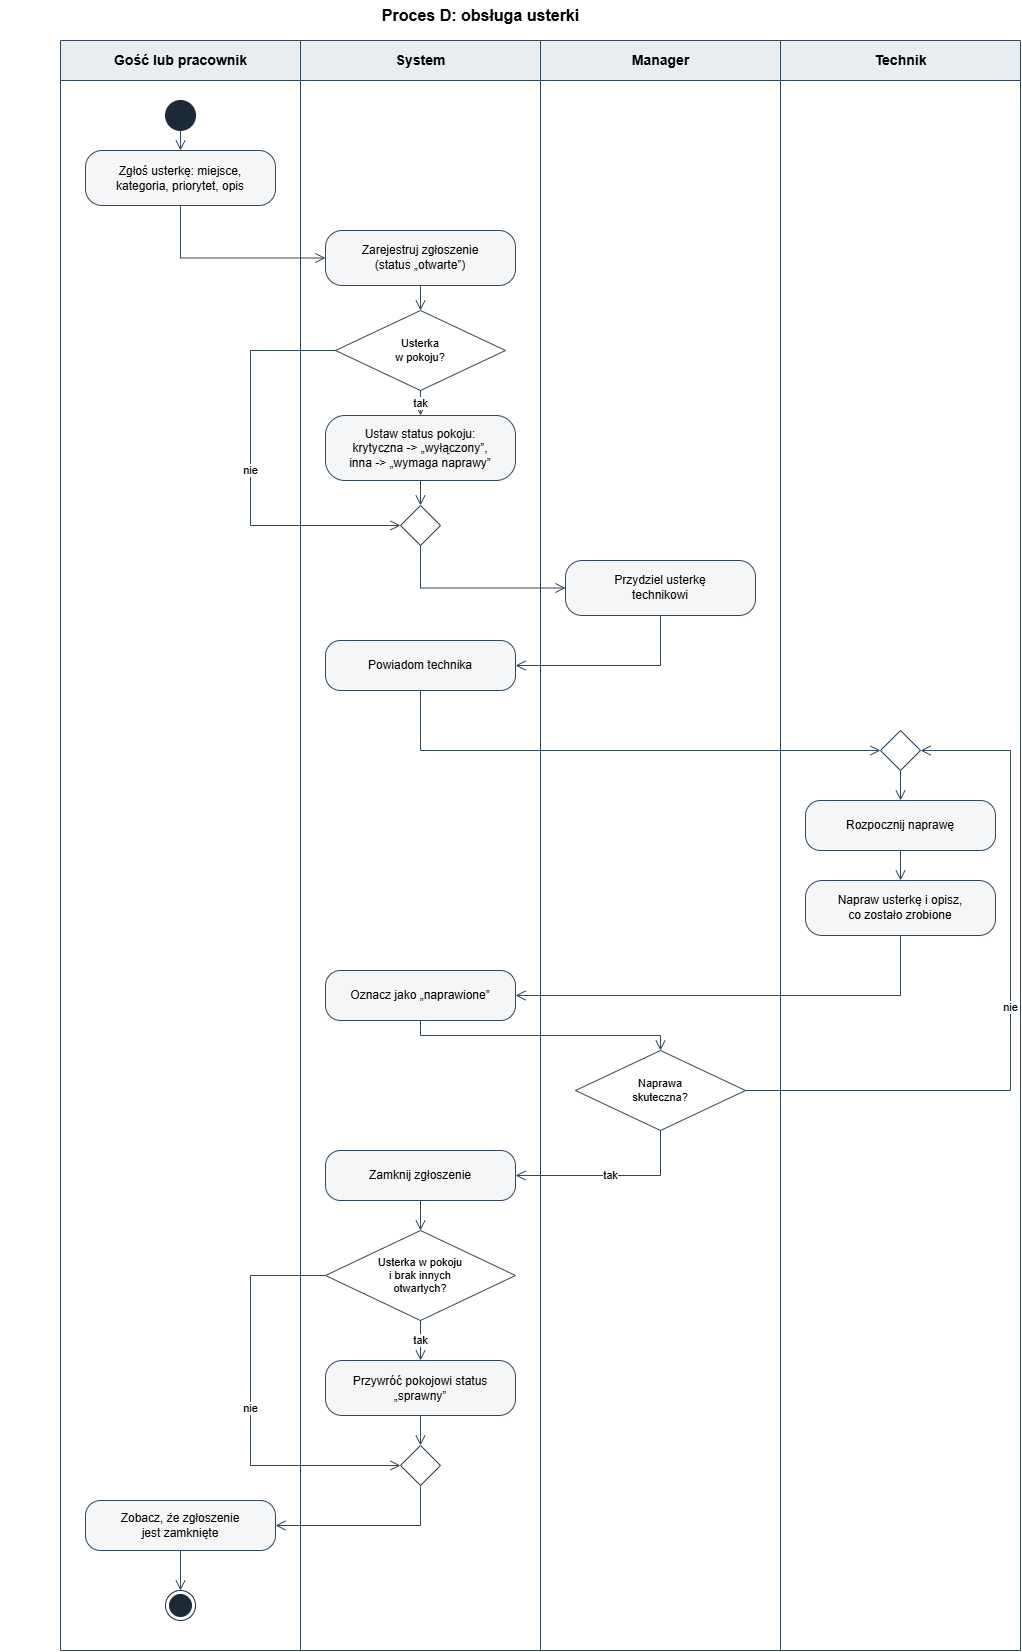 Proces D: obsługa usterki
Gość lub pracownik
System
Manager
Technik
Zgłoś usterkę: miejsce,
kategoria, priorytet, opis
Zarejestruj zgłoszenie
(status „otwarte”)
Usterka
w pokoju?
tak
Ustaw status pokoju:
krytyczna -> „wyłączony”,
inna -> „wymaga naprawy”
nie
Przydziel usterkę
technikowi
Powiadom technika
Rozpocznij naprawę
Napraw usterkę i opisz,
co zostało zrobione
Oznacz jako „naprawione”
nie
Naprawa
skuteczna?
Zamknij zgłoszenie
tak
Usterka w pokoju
i brak innych
otwartych?
tak
Przywróć pokojowi status
„sprawny”
nie
Zobacz, że zgłoszenie
jest zamknięte